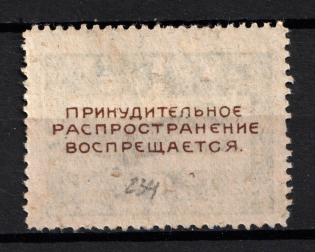 ПРИНУДИТЕЛЬНОЕ
РАСПРОСТРАНЕНИЕ
ВОСПРЕЩАЕТСЯ.
234